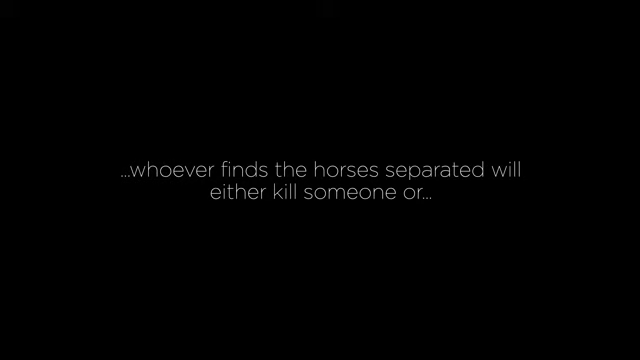 ...whoever finds the horses separated will
either kill someone or...